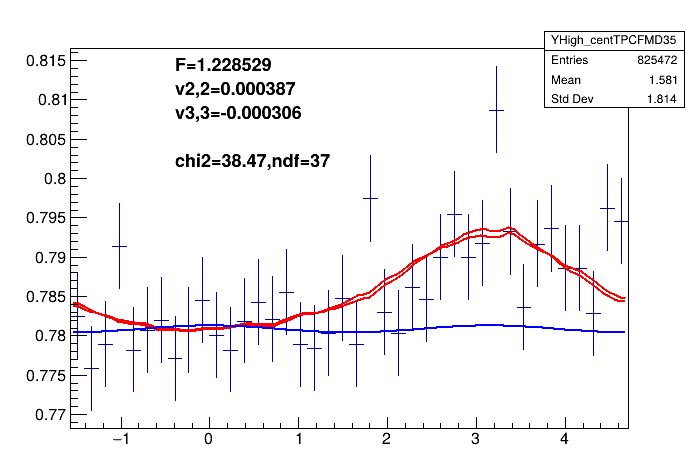 YHigh_centTPCFMD35
Entries 825472
Mean 1.581
Std Dev 1.814
F=1.228529
v2,2=0.000387
v3,3=-0.000306
chi2=38.47,ndf=37
0.815
0.81
0.805
0.8
0.795
0.79
0.785
0.78
0.775
0.77
−1 0 1 2 3 4